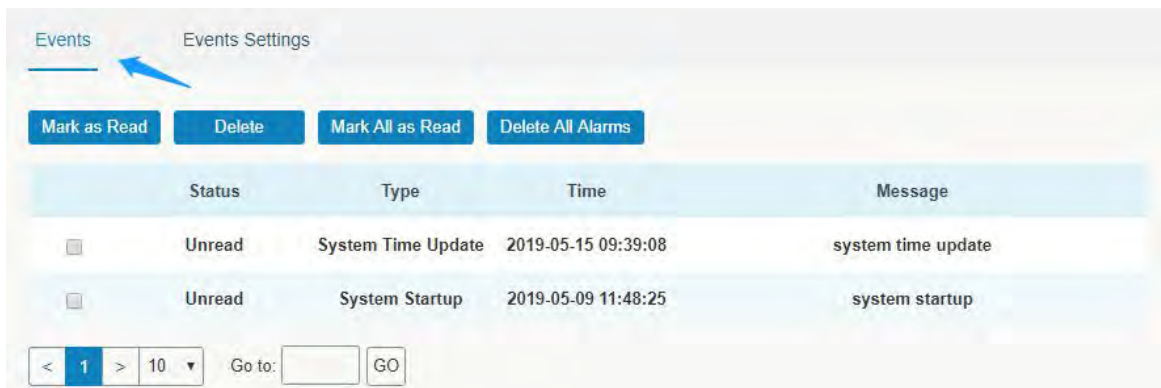 Events Events Settings
Mark as Read Delete Mark All as Read Delete All Alarms
Status Type Time Message
Unread System Time Update 2019-05-15 09:39:08 system time update
Unread System Startup 2019-05-09 11:48:25 system startup
< 1 > 10 Go to: GO